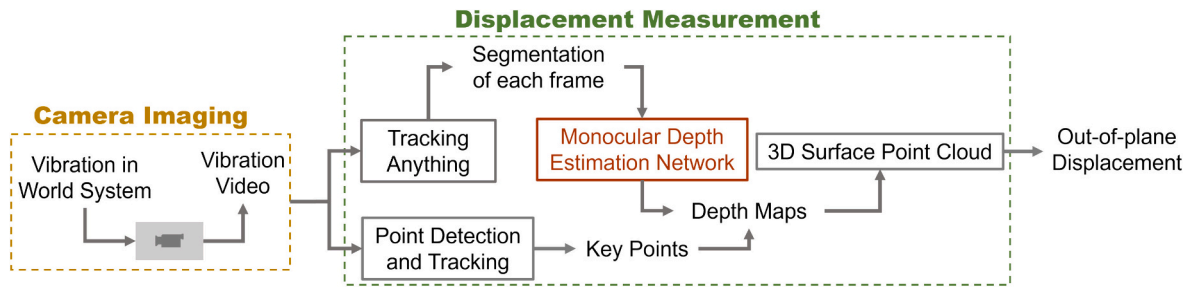 Displacement Measurement
Camera Imaging
Vibration in
World System
Vibration
Video
Tracking
Anything
Segmentation
of each frame
Monocular Depth
Estimation Network
3D Surface Point Cloud
Out-of-plane
Displacement
Point Detection
and Tracking
Key Points
Depth Maps